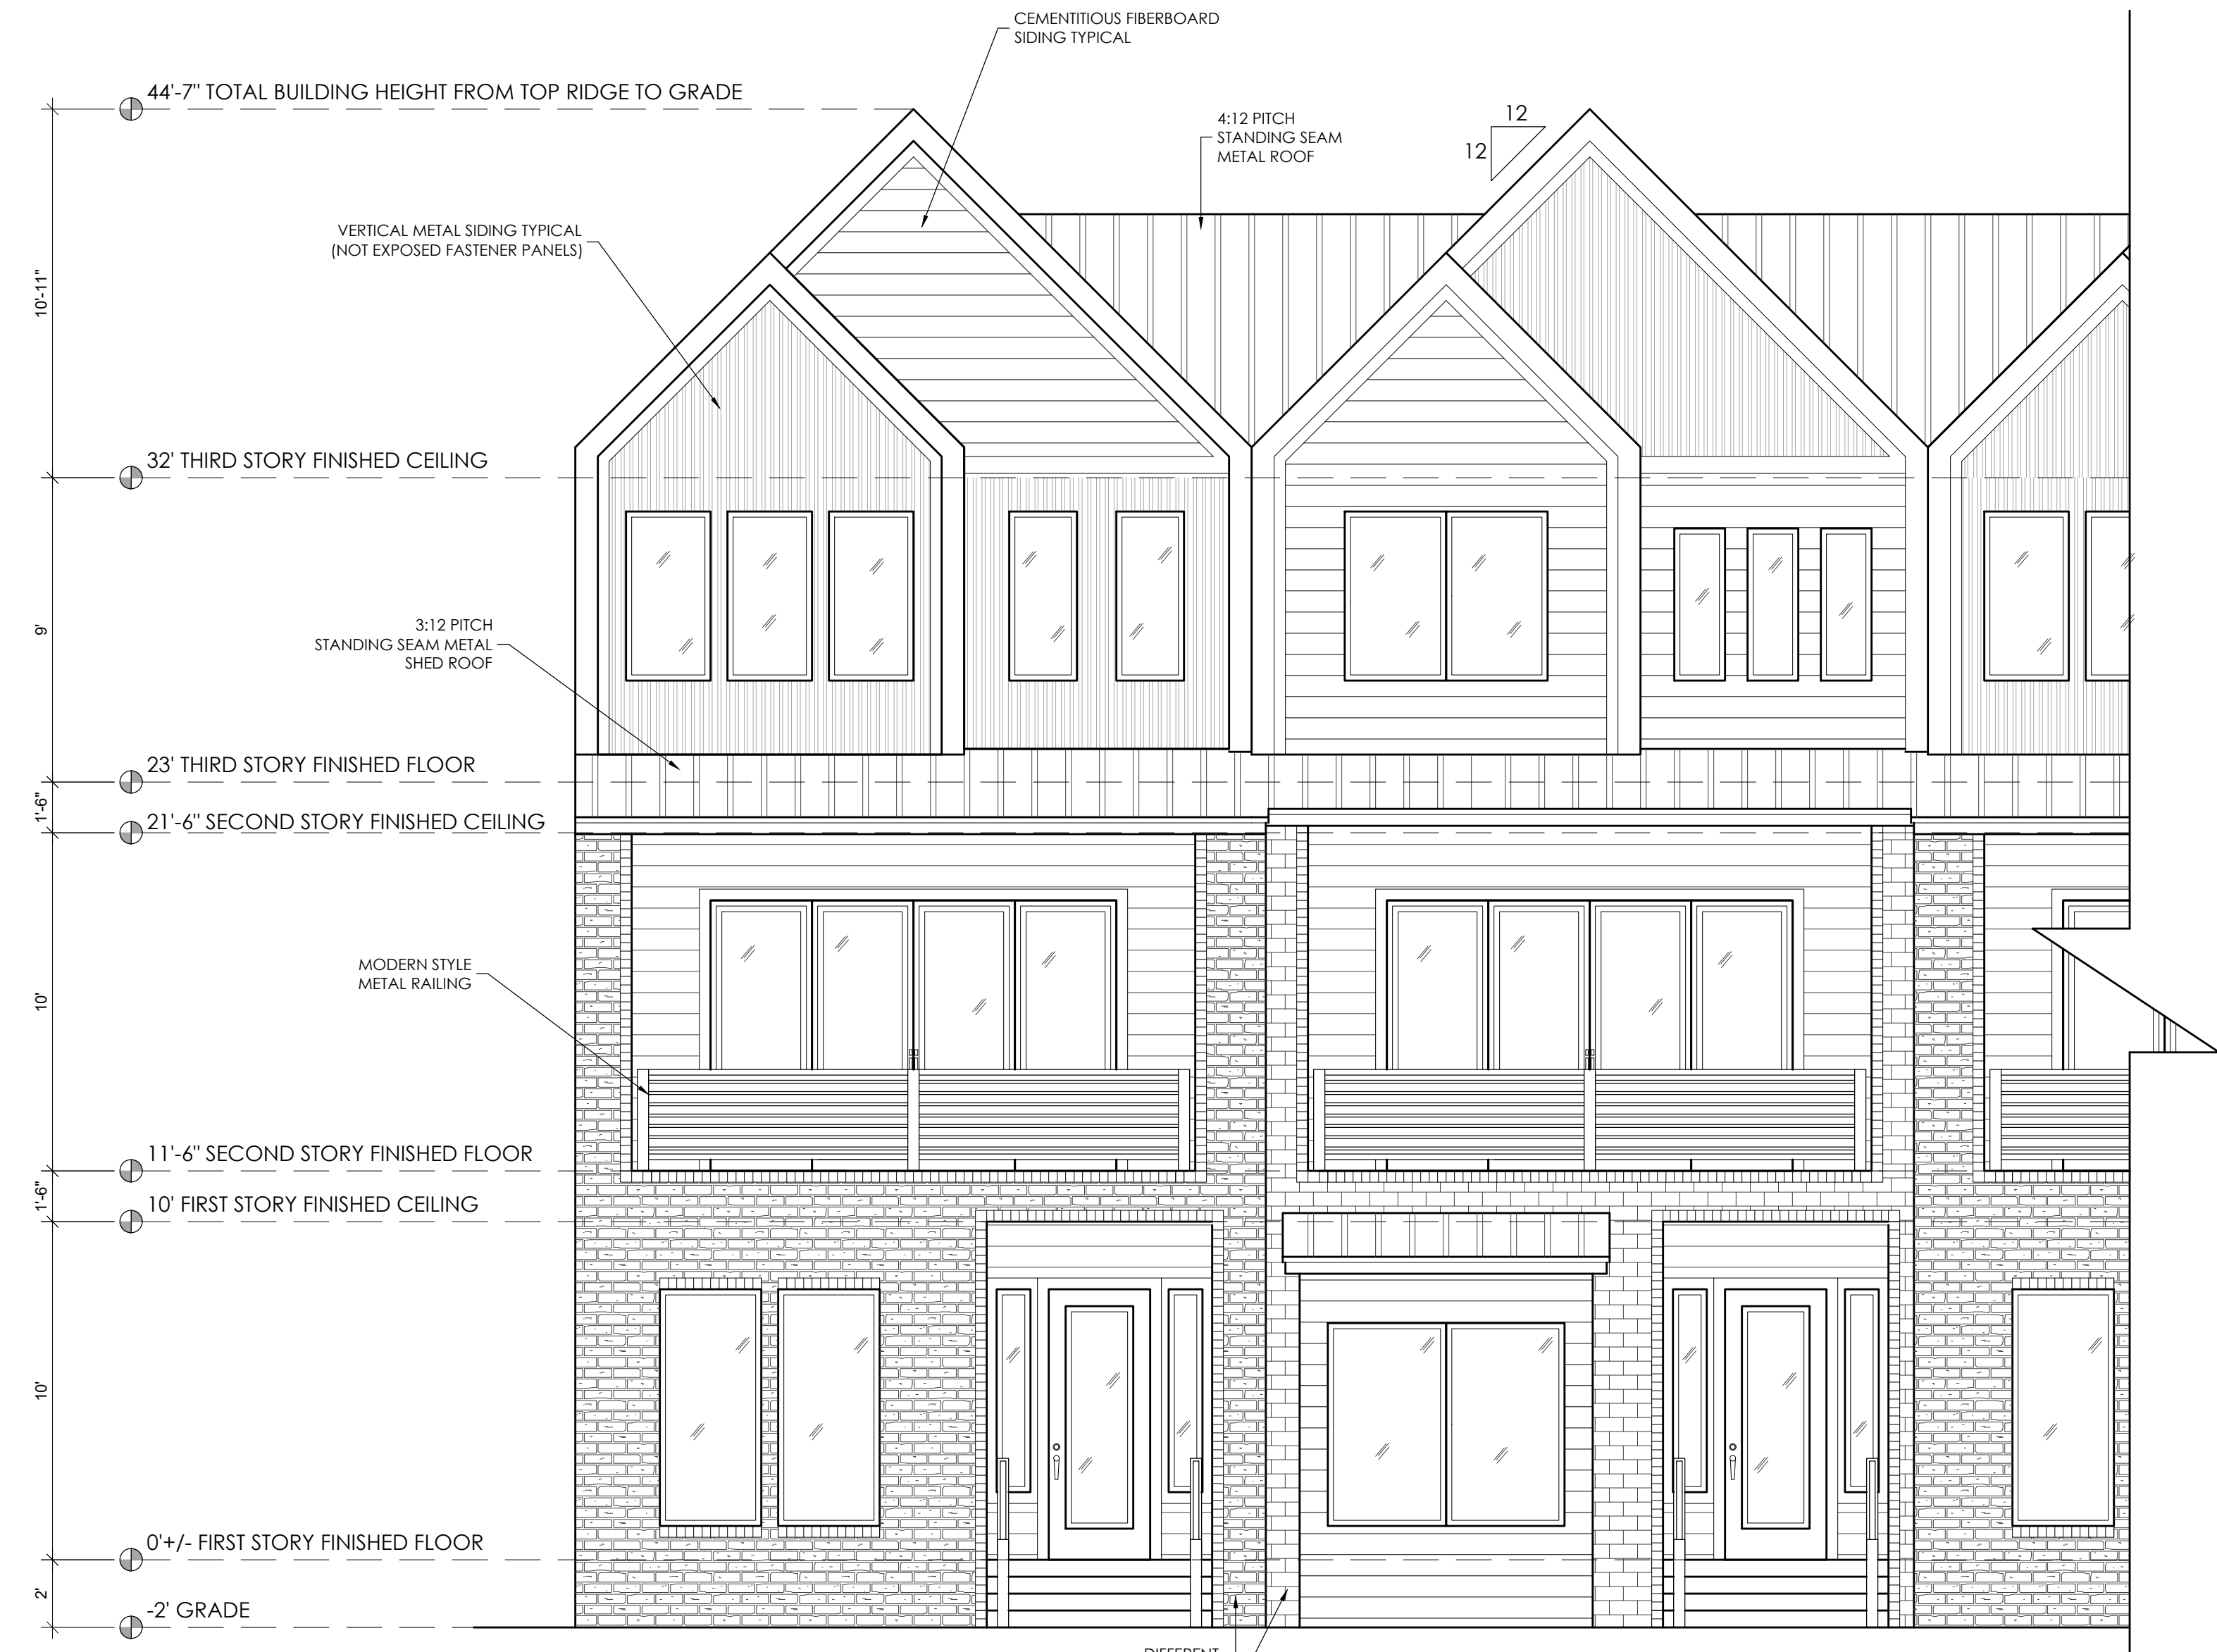 CEMENTITIOUS FIBERBOARD
SIDING TYPICAL
44'-7" TOTAL BUILDING HEIGHT FROM TOP RIDGE TO GRADE
4:12 PITCH
STANDING SEAM
METAL ROOF
12
12
VERTICAL METAL SIDING TYPICAL
(NOT EXPOSED FASTENER PANELS)
10'-11"
32' THIRD STORY FINISHED CEILING
9'
3:12 PITCH
STANDING SEAM METAL
SHED ROOF
23' THIRD STORY FINISHED FLOOR
1'-6"
21'-6" SECOND STORY FINISHED CEILING
MODERN STYLE
METAL RAILING
10'
11'-6" SECOND STORY FINISHED FLOOR
1'-6"
10' FIRST STORY FINISHED CEILING
10'
0'+/- FIRST STORY FINISHED FLOOR
2'
-2' GRADE
DIFFERENT